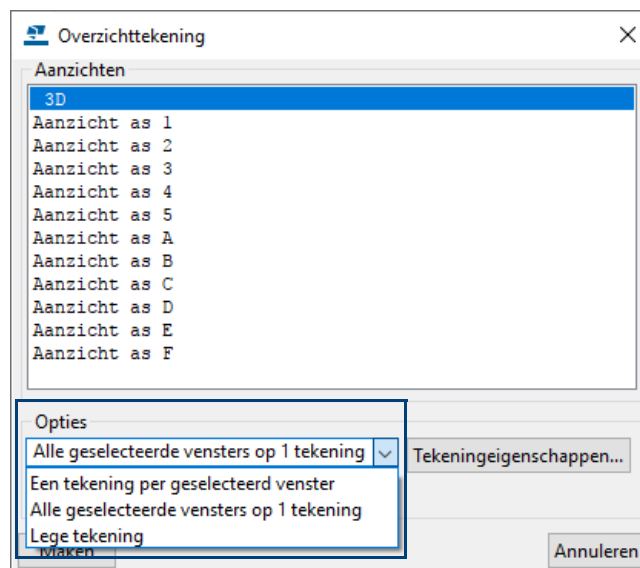 Overzichttekening
Aanzichten
3D
Aanzicht as 1
Aanzicht as 2
Aanzicht as 3
Aanzicht as 4
Aanzicht as 5
Aanzicht as A
Aanzicht as B
Aanzicht as C
Aanzicht as D
Aanzicht as E
Aanzicht as F
Opties
Alle geselecteerde vensters op 1 tekening
Tekeningeigenschappen...
Een tekening per geselecteerd venster
Alle geselecteerde vensters op 1 tekening
Lege tekening
Maken
Annuleren